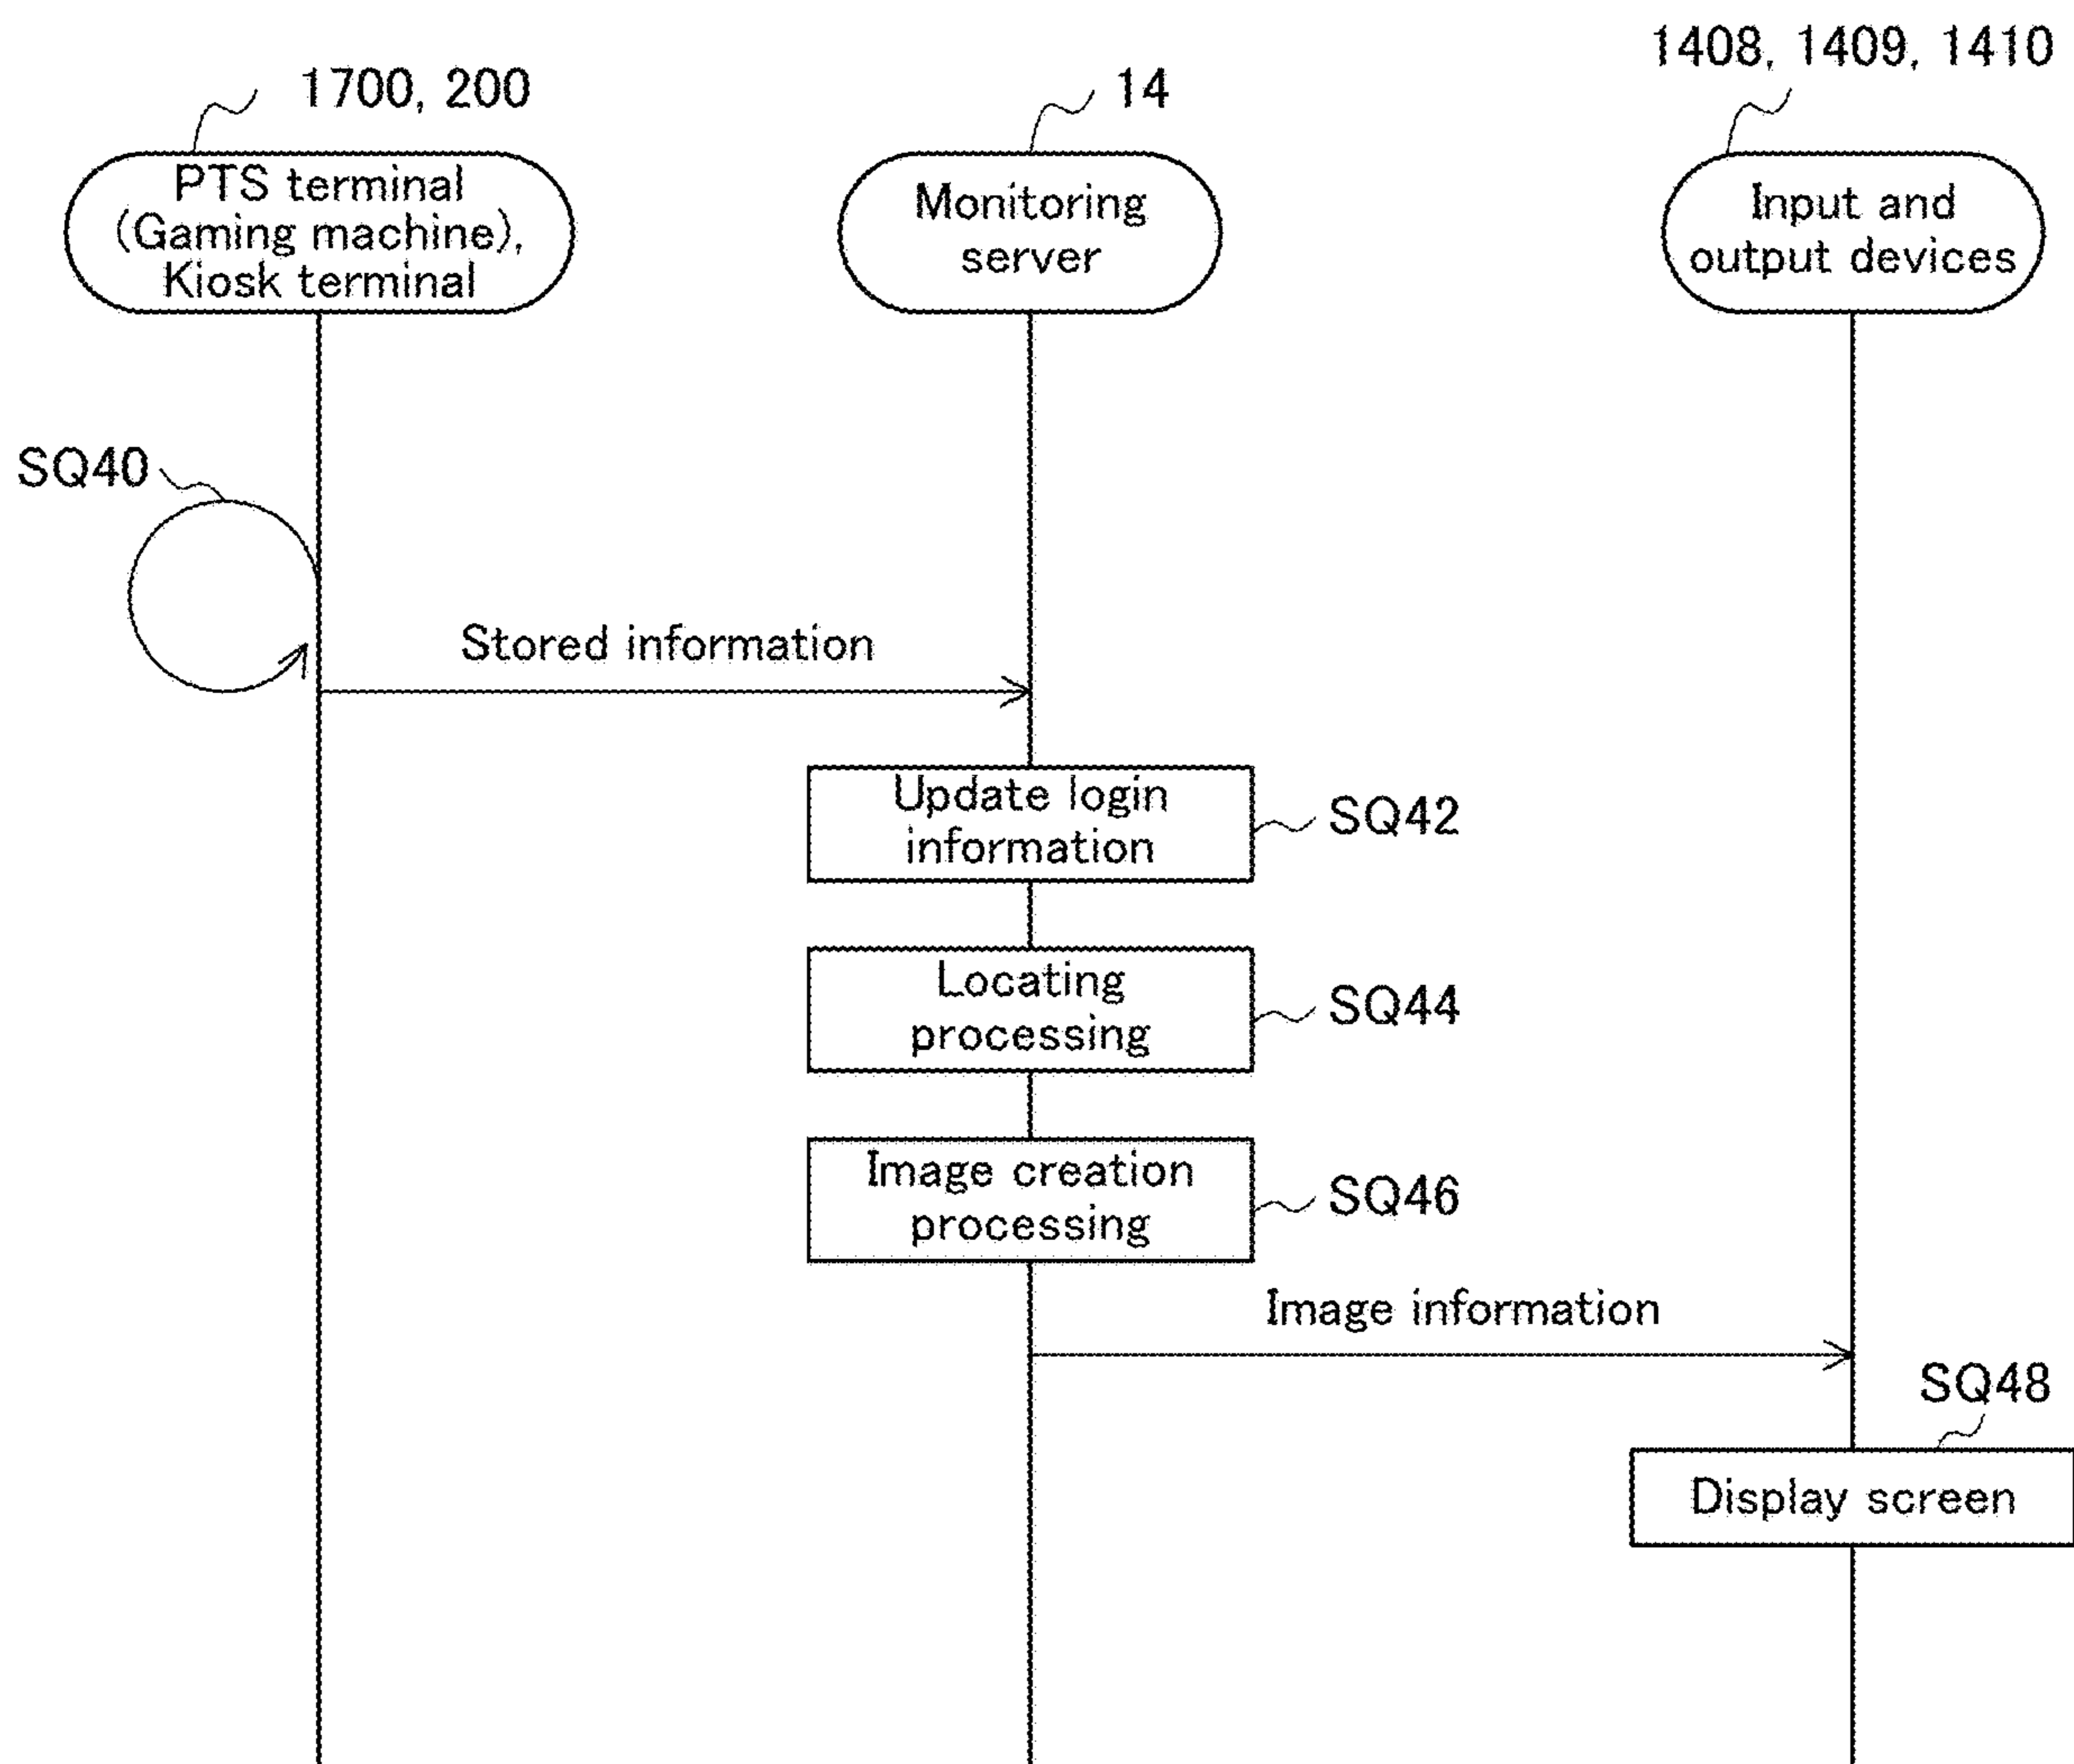 1408, 1409, 1410
1700, 200
14
PTS terminal
(Gaming machine),
Kiosk terminal
Monitoring
server
Input and
output devices
SQ40
Stored information
Update login
information
SQ42
Locating
processing
SQ44
Image creation
processing
SQ46
Image information
SQ48
Display screen